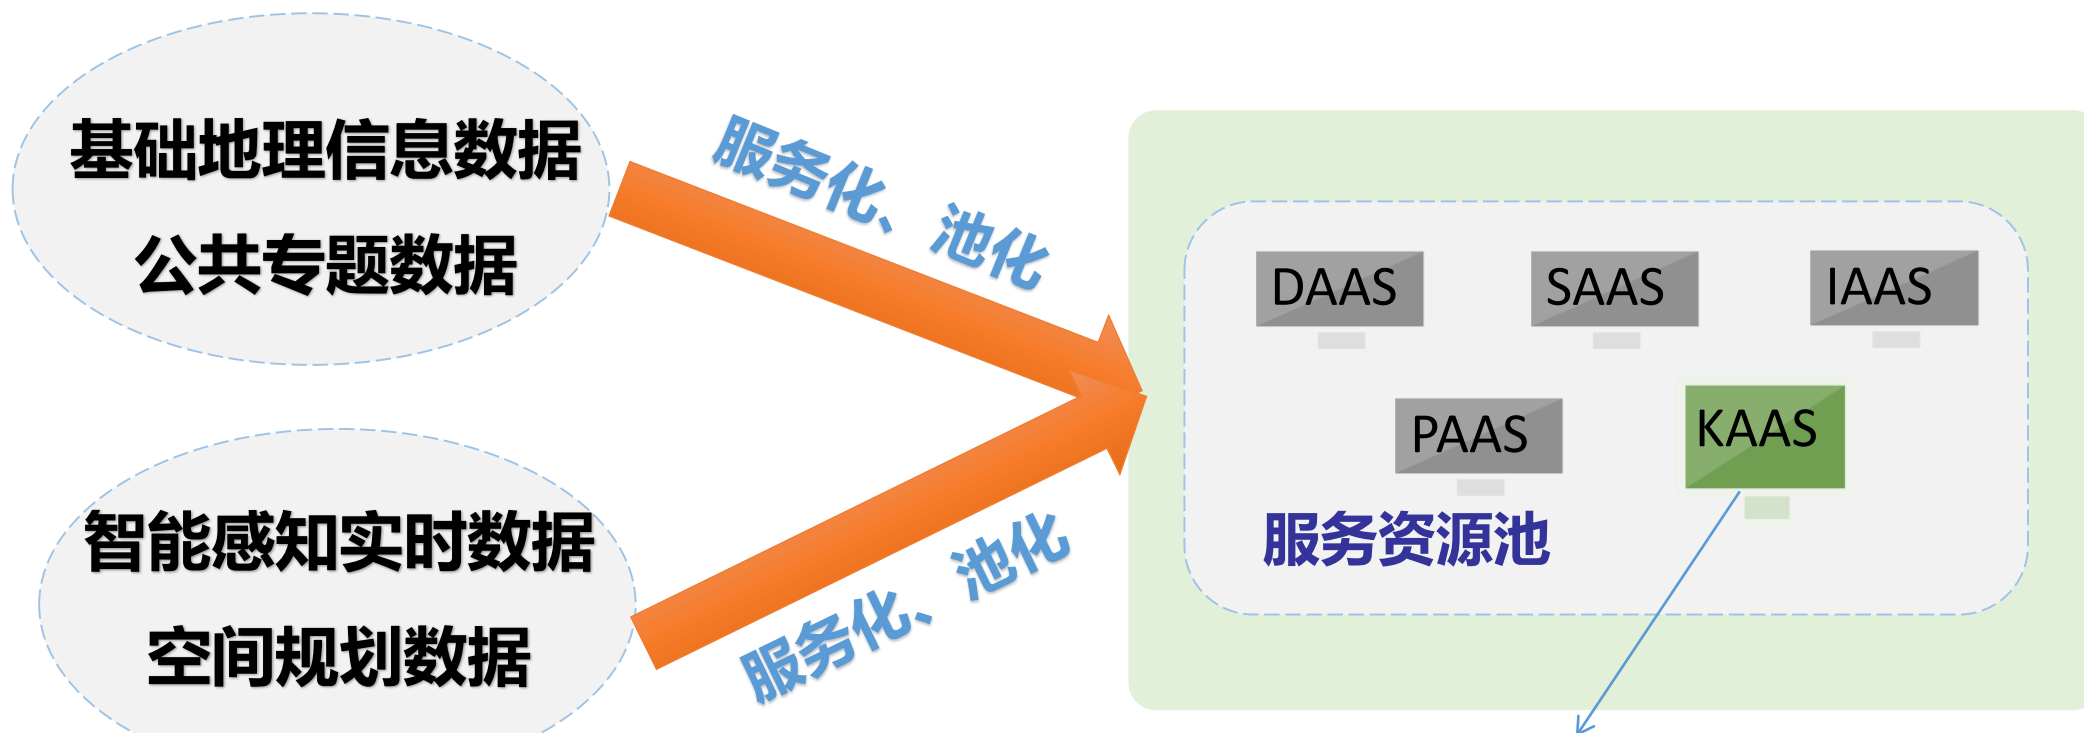 基础地理信息数据
公共专题数据
服务化、池化
智能感知实时数据
空间规划数据
服务化、池化
DAAS
SAAS
IAAS
PAAS
KAAS
服务资源池